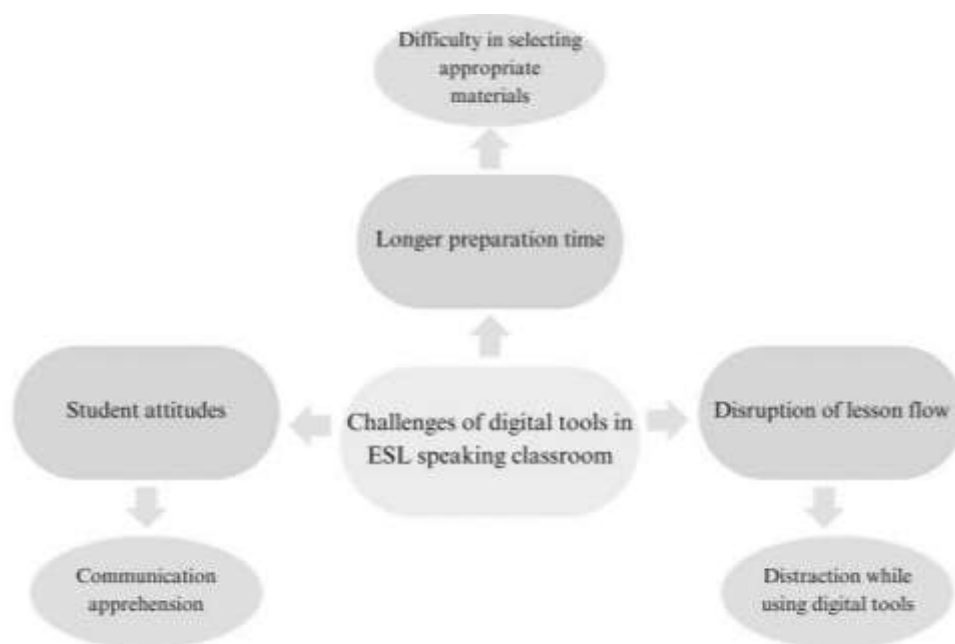 Difficulty in selecting
appropriate
materials
Longer preparation time
Student attitudes
Challenges of digital tools in
ESL speaking classroom
Disruption of lesson flow
Communication
apprehension
Distraction while
using digital tools